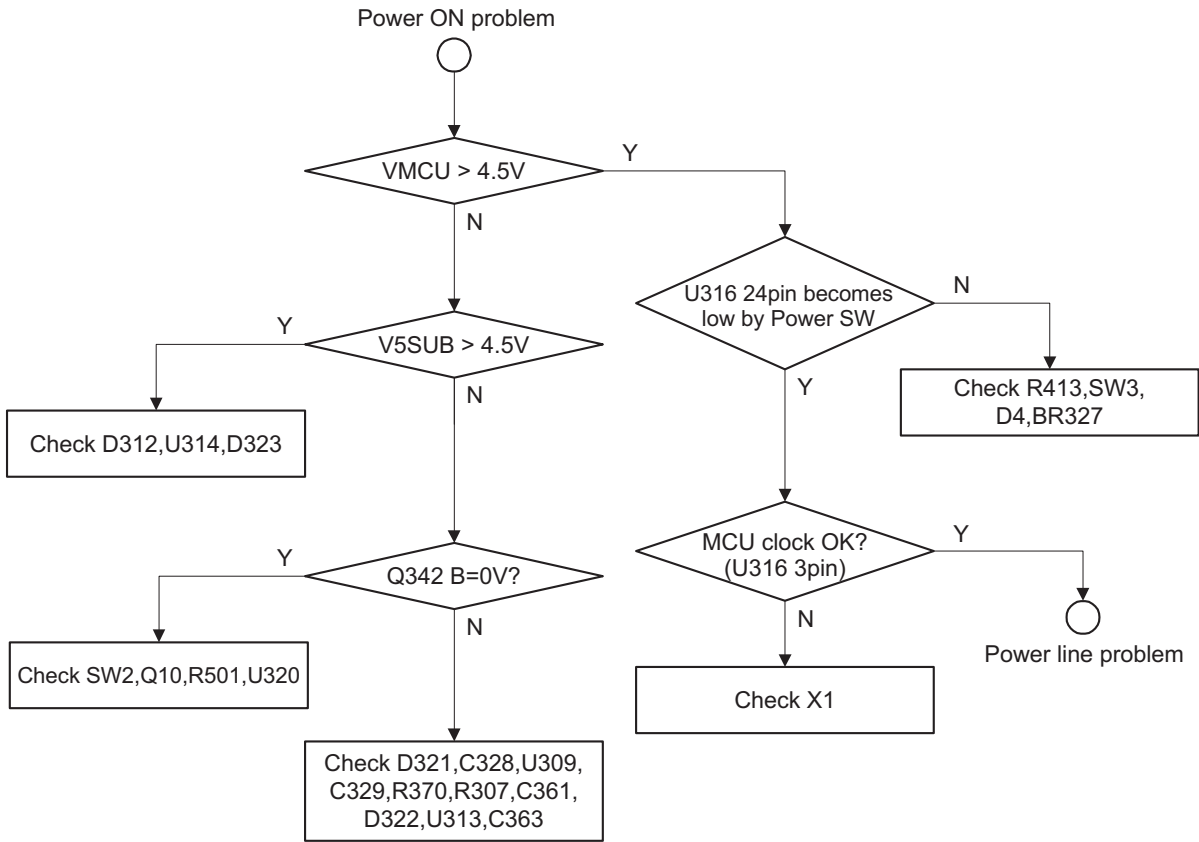 Power ON problem
VMCU > 4.5V
Y
N
U316 24pin becomes
low by Power SW
N
Y
V5SUB > 4.5V
Y
N
Check R413,SW3,
D4,BR327
Check D312,U314,D323
MCU clock OK?
(U316 3pin)
Y
N
Q342 B=0V?
Y
N
Power line problem
Check SW2,Q10,R501,U320
Check X1
Check D321,C328,U309,
C329,R370,R307,C361,
D322,U313,C363